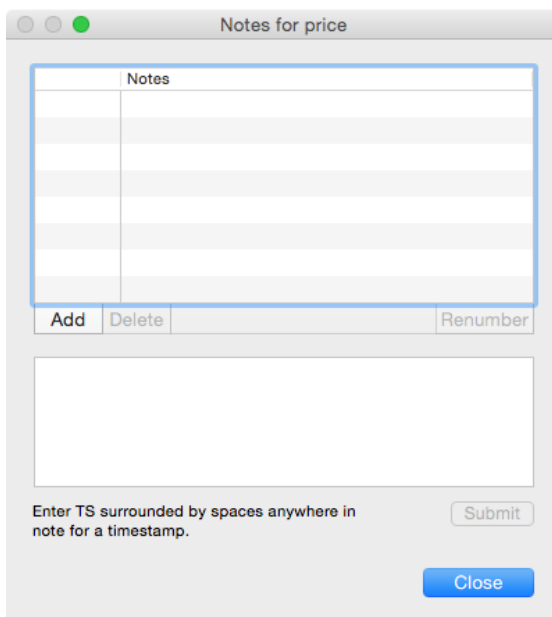 Notes for price
Notes
Add Delete Renumber
Enter TS surrounded by spaces anywhere in
note for a timestamp.
Submit
Close